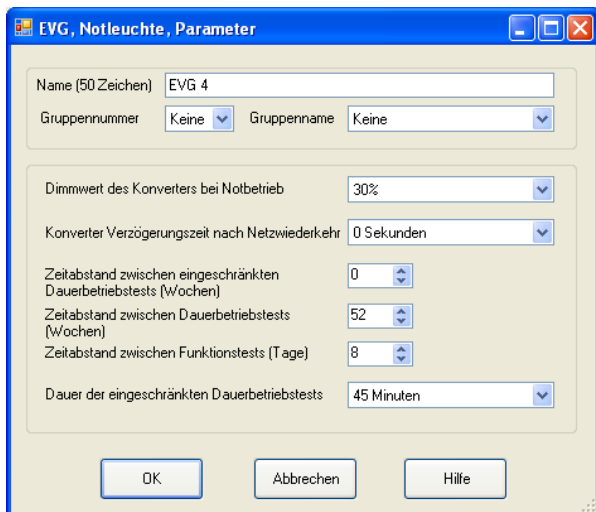 EVG, Notleuchte, Parameter
Name (50 Zeichen) EVG 4
Gruppennummer Keine Gruppenname Keine
Dimmwert des Konverters bei Notbetrieb 30%
Konverter Verzögerungszeit nach Netzwiederkehr 0 Sekunden
Zeitabstand zwischen eingeschränkten 0
Dauerbetriebstests (Wochen)
Zeitabstand zwischen Dauerbetriebstests 52
(Wochen)
Zeitabstand zwischen Funktionstests (Tage) 8
Dauer der eingeschränkten Dauerbetriebstests 45 Minuten
OK Abbrechen Hilfe